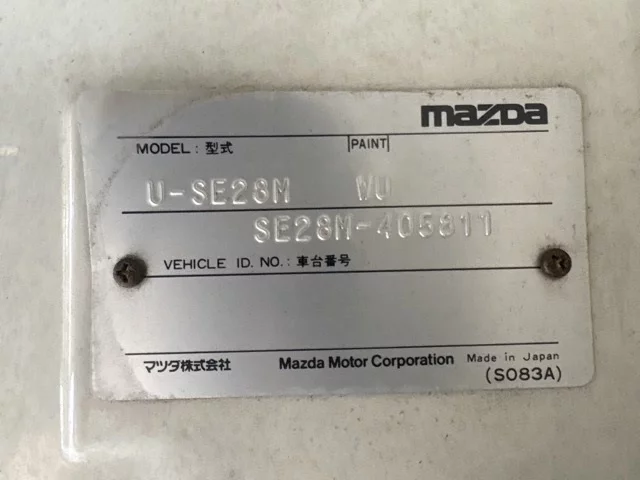 mazda
MODEL : 型式 PAINT
U-SE28M WU
SE28M-405811
VEHICLE ID. NO. : 車台番号
マツダ株式会社 Mazda Motor Corporation Made in Japan
(S083A)